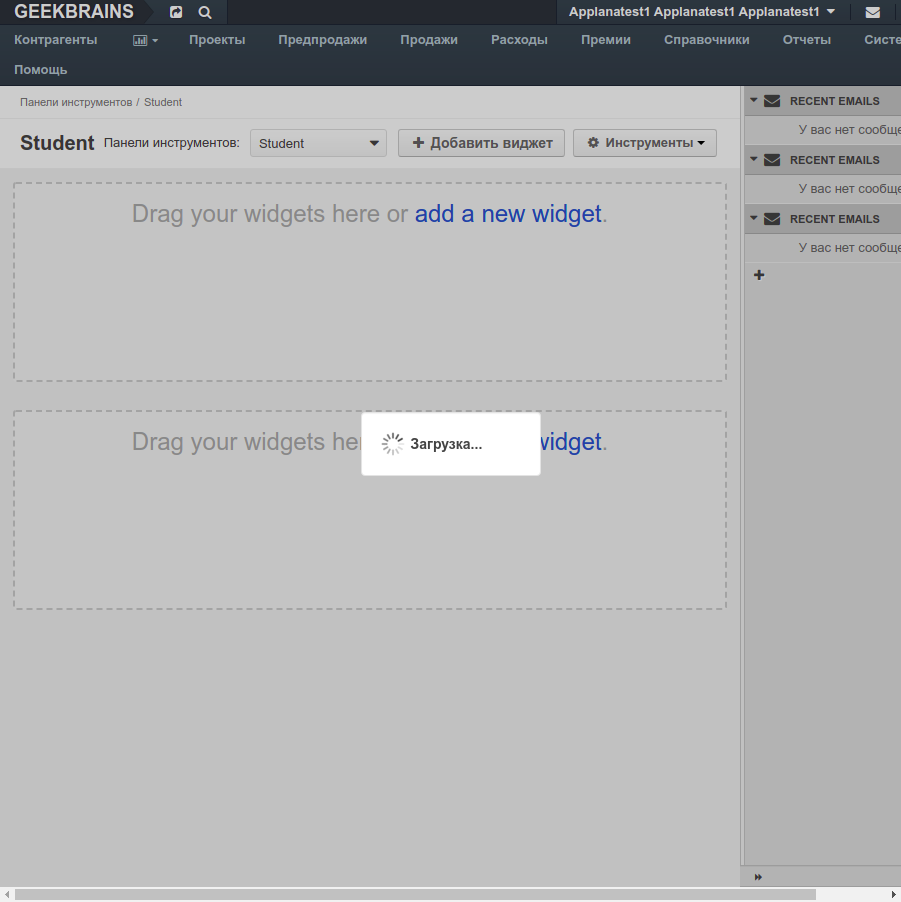 GEEKBRAINS
Applanatest1 Applanatest1 Applanatest1
Контрагенты Проекты Предпродажи Продажи Расходы Премии Справочники Отчеты Систе
Помощь
Панели инструментов / Student
Student Панели инструментов: Student Добавить виджет Инструменты
Drag your widgets here or add a new widget.
Drag your widgets her widget.
Загрузка...
RECENT EMAILS
У вас нет сообще
RECENT EMAILS
У вас нет сообще
RECENT EMAILS
У вас нет сообще